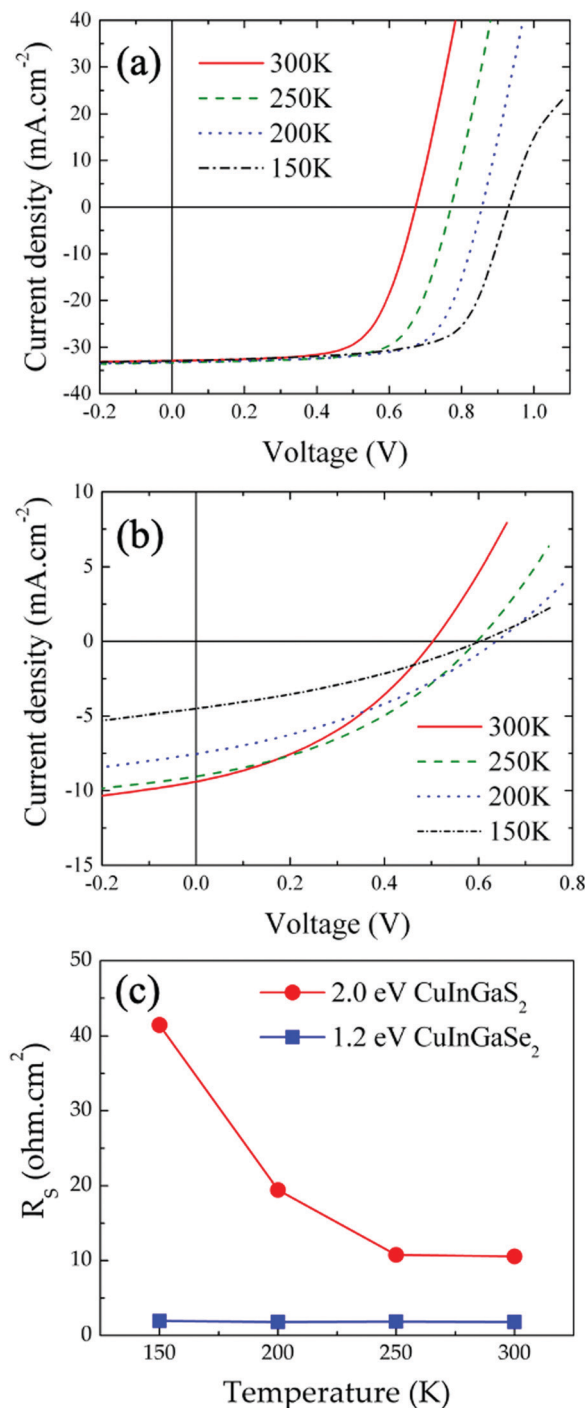 40
30
20
10
0
-10
-20
-30
-40
Current density (mA.cm⁻²)
(a)
300K
250K
200K
150K
-0.2 0.0 0.2 0.4 0.6 0.8 1.0
Voltage (V)
10
5
0
-5
-10
-15
Current density (mA.cm⁻²)
(b)
300K
250K
200K
150K
-0.2 0.0 0.2 0.4 0.6 0.8
Voltage (V)
50
40
30
20
10
0
R_S (ohm.cm²)
(c)
2.0 eV CuInGaS₂
1.2 eV CuInGaSe₂
150 200 250 300
Temperature (K)